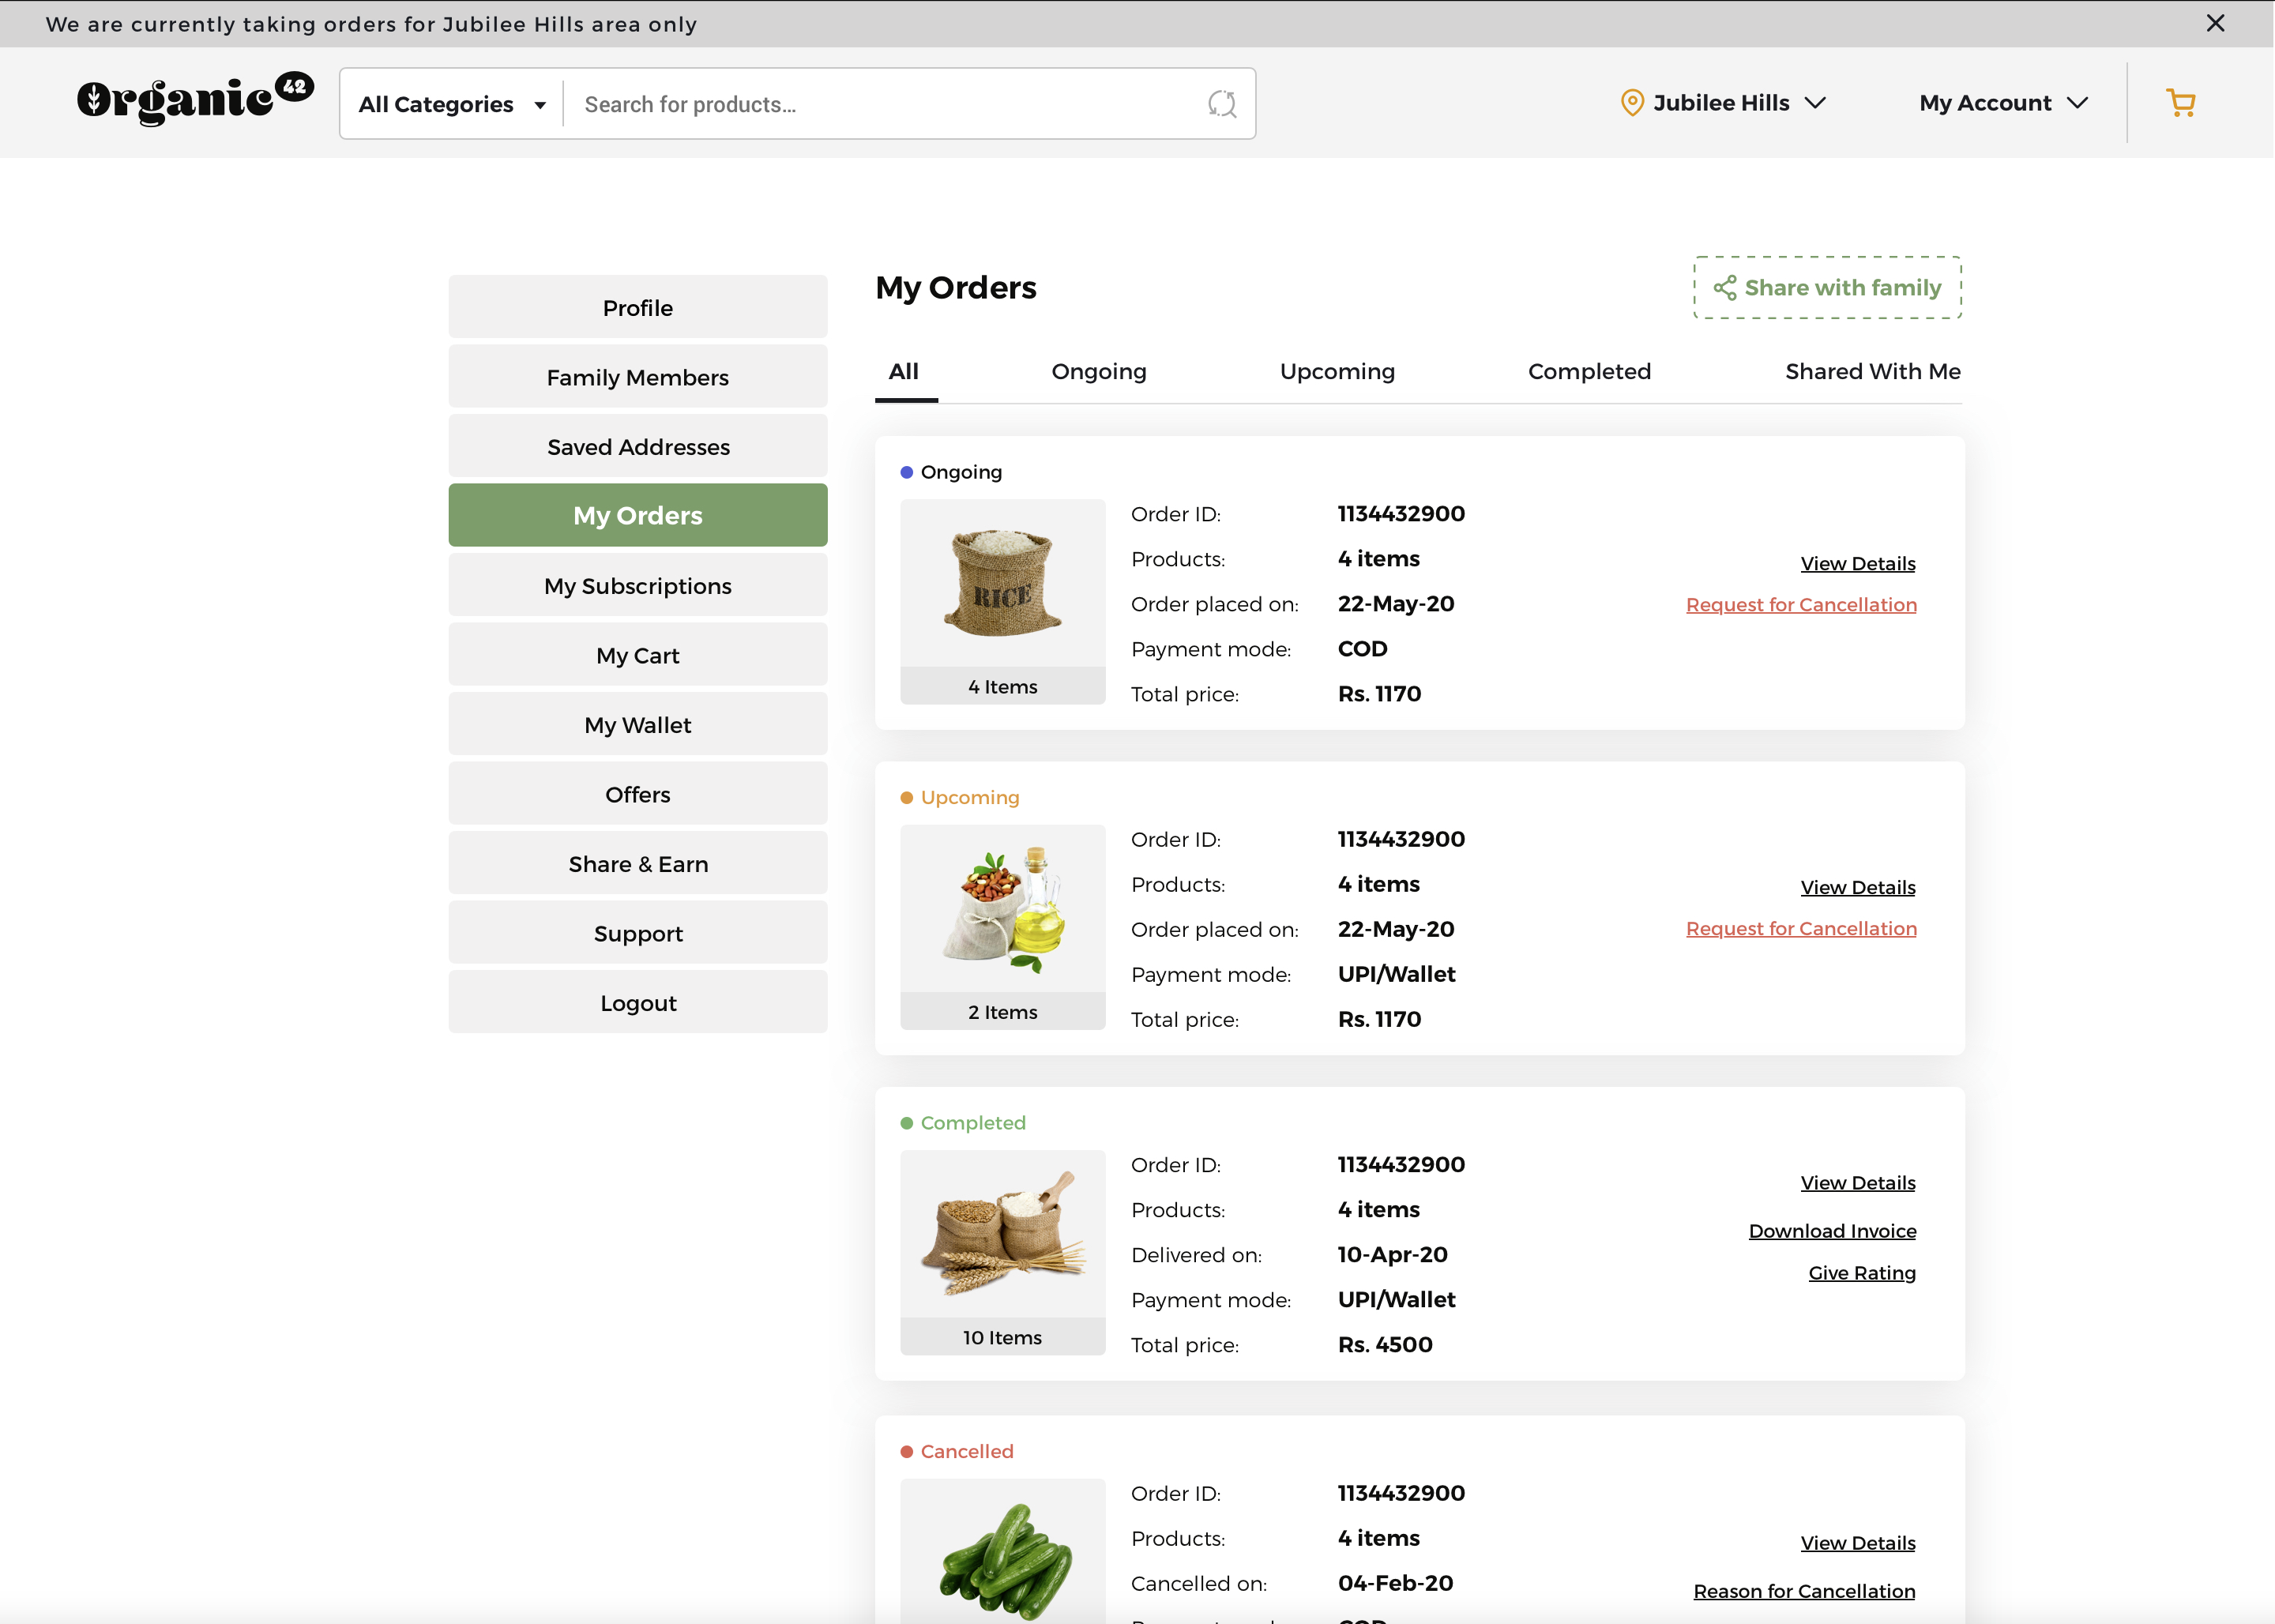 We are currently taking orders for Jubilee Hills area only
Organic 42
All Categories
Search for products...
Jubilee Hills
My Account
Profile
Family Members
Saved Addresses
My Orders
My Subscriptions
My Cart
My Wallet
Offers
Share & Earn
Support
Logout
My Orders
Share with family
All
Ongoing
Upcoming
Completed
Shared With Me
Ongoing
RICE
4 Items
Order ID: 1134432900
Products: 4 items
Order placed on: 22-May-20
Payment mode: COD
Total price: Rs. 1170
View Details
Request for Cancellation
Upcoming
2 Items
Order ID: 1134432900
Products: 4 items
Order placed on: 22-May-20
Payment mode: UPI/Wallet
Total price: Rs. 1170
View Details
Request for Cancellation
Completed
10 Items
Order ID: 1134432900
Products: 4 items
Delivered on: 10-Apr-20
Payment mode: UPI/Wallet
Total price: Rs. 4500
View Details
Download Invoice
Give Rating
Cancelled
Order ID: 1134432900
Products: 4 items
Cancelled on: 04-Feb-20
View Details
Reason for Cancellation